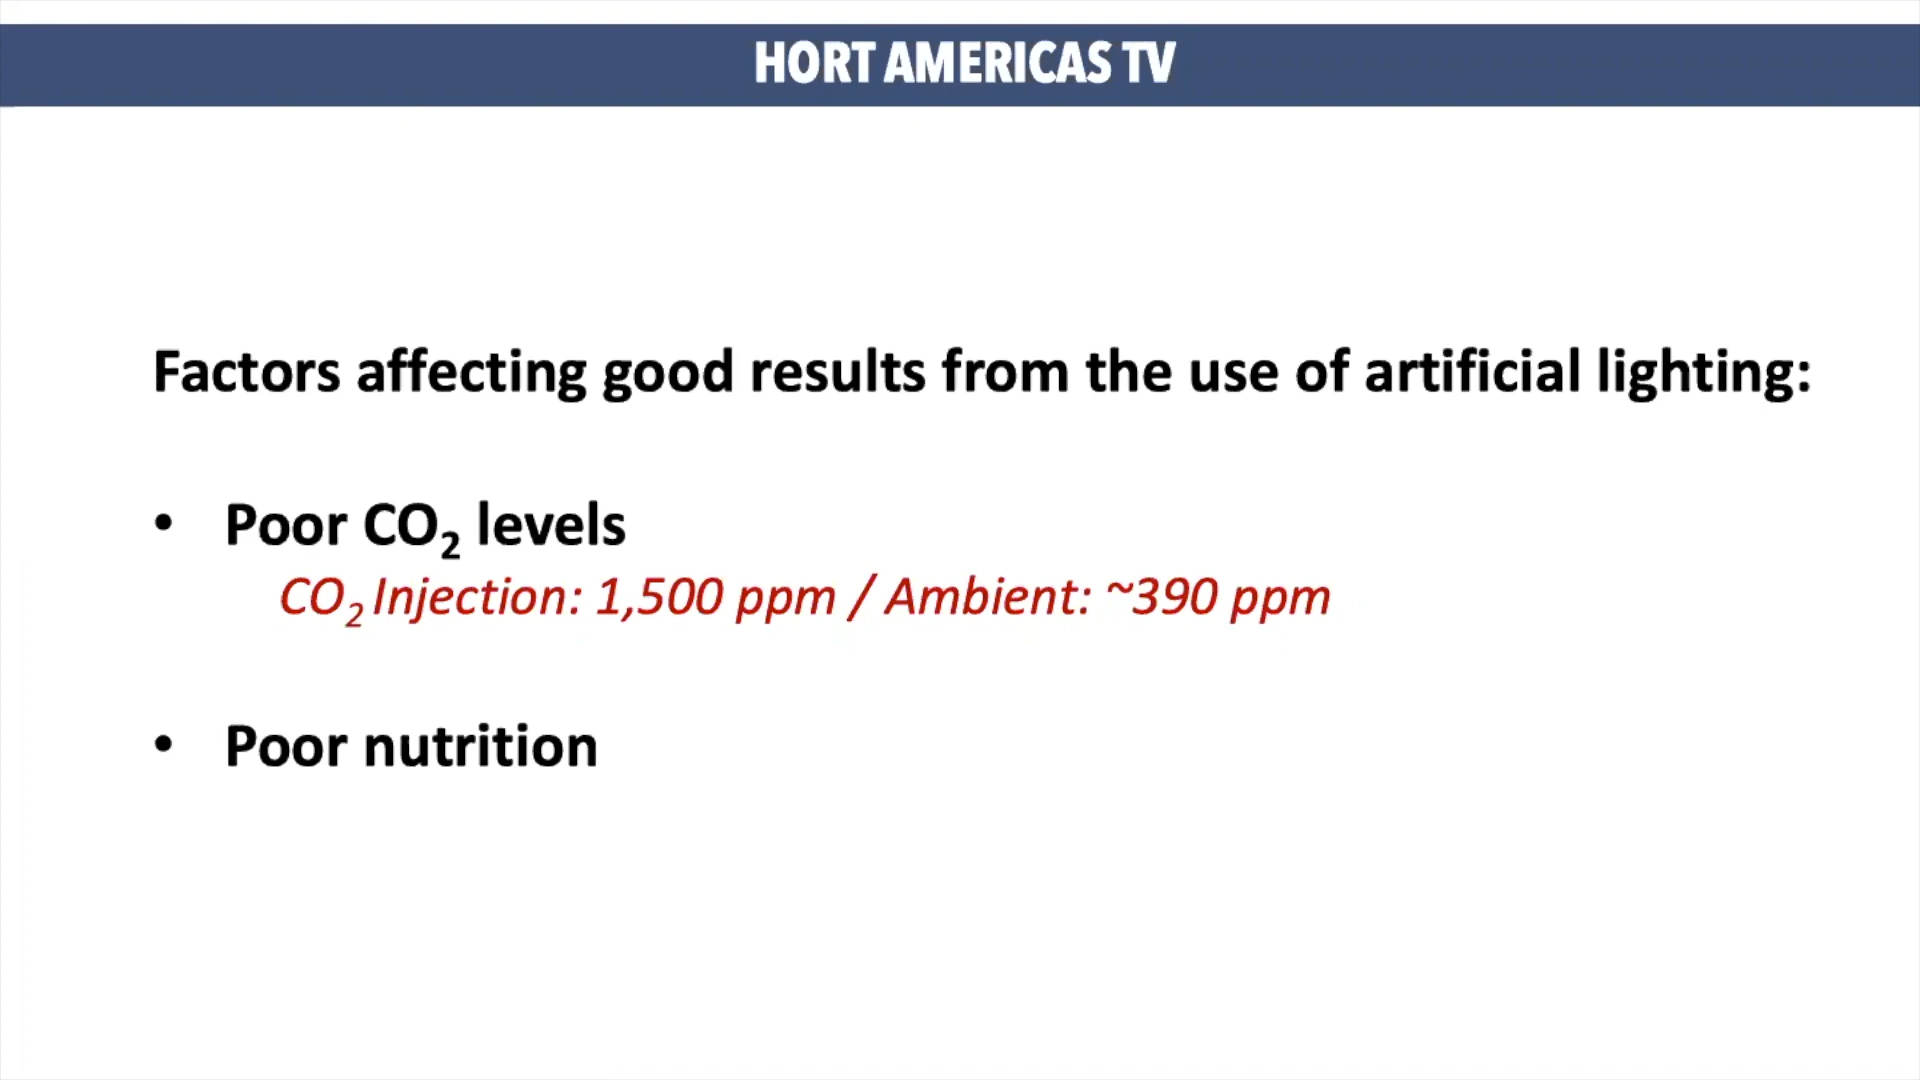 HORT AMERICAS TV
Factors affecting good results from the use of artificial lighting:
• Poor CO₂ levels
CO₂ Injection: 1,500 ppm / Ambient: ~390 ppm
• Poor nutrition